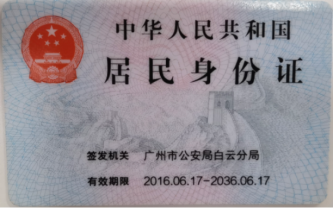 中华人民共和国
居民身份证
签发机关 广州市公安局白云分局
有效期限 2016.06.17-2036.06.17